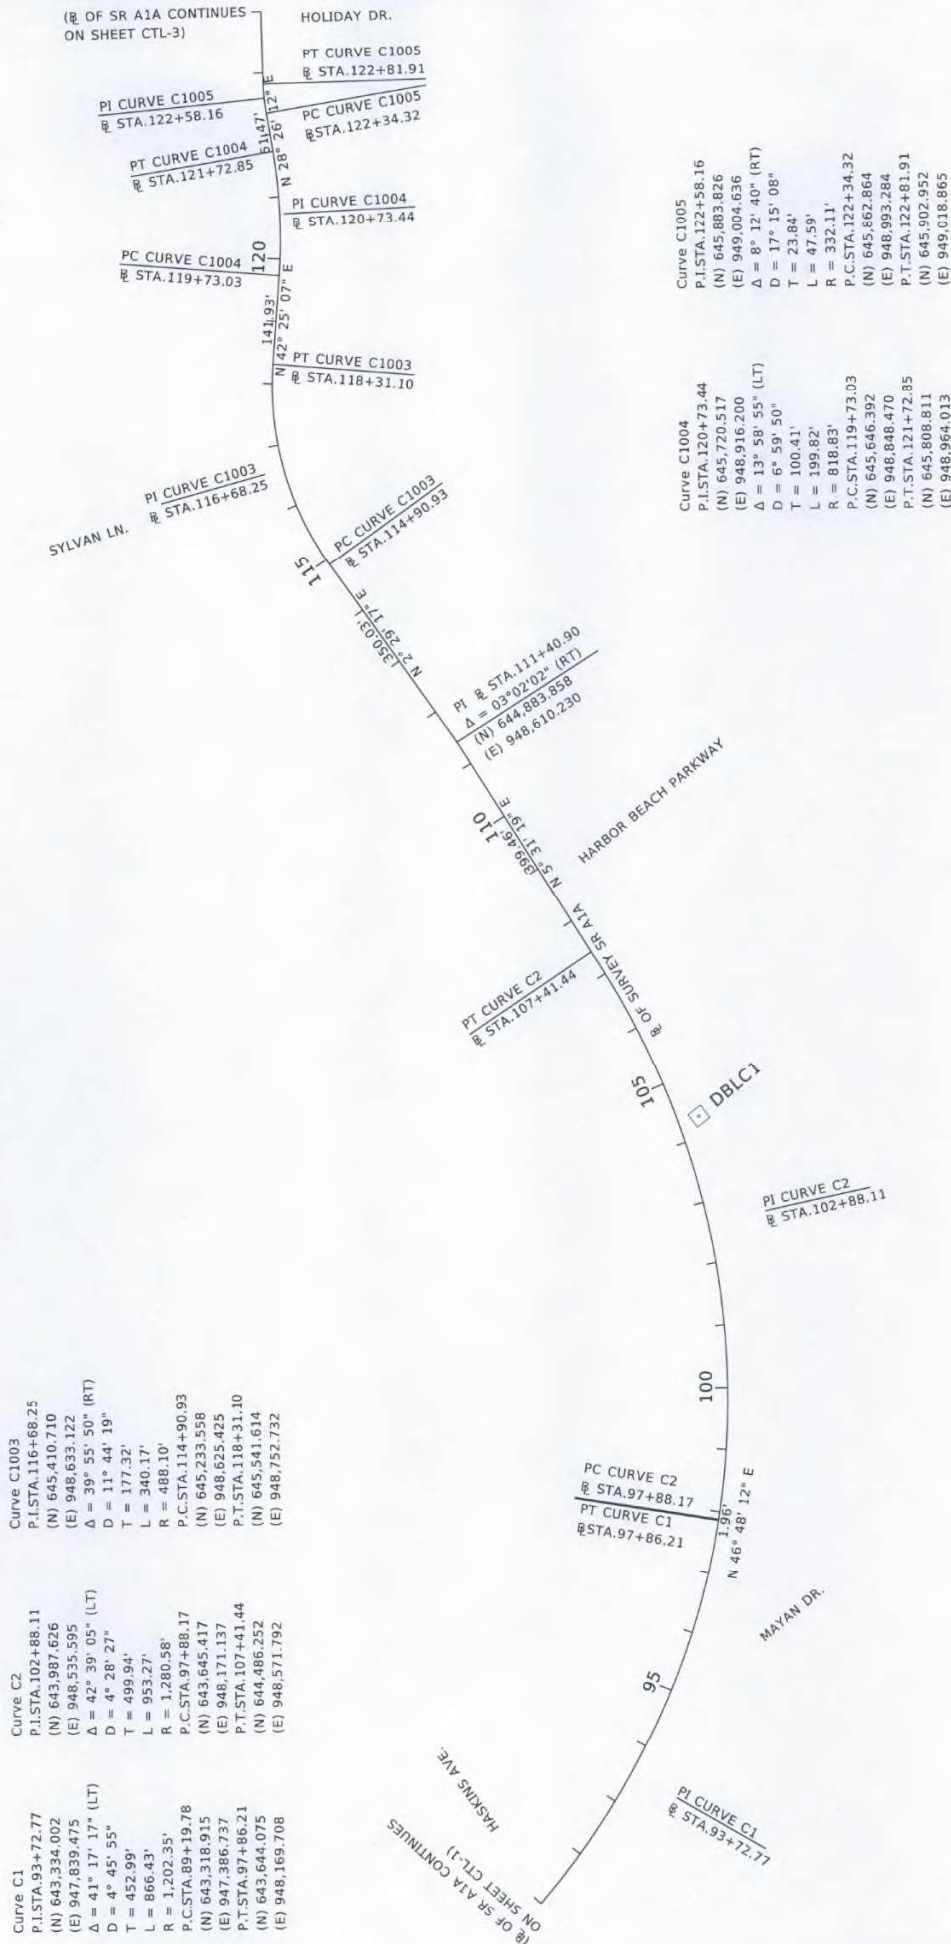 (BL OF SR A1A CONTINUES
ON SHEET CTL-3)
HOLIDAY DR.
PT CURVE C1005
BL STA.122+81.91
PI CURVE C1005
BL STA.122+58.16
PC CURVE C1005
BL STA.122+34.32
61.47'
N 28° 26' 12" E
PT CURVE C1004
BL STA.121+72.85
PI CURVE C1004
BL STA.120+73.44
120
PC CURVE C1004
BL STA.119+73.03
141.93'
N 42° 25' 07" E
PT CURVE C1003
BL STA.118+31.10
PI CURVE C1003
BL STA.116+68.25
SYLVAN LN.
PC CURVE C1003
BL STA.114+90.93
115
350.03'
N 2° 29' 17" E
PI BL STA.111+40.90
Δ = 03°02'02" (RT)
(N) 644,883.858
(E) 948,610.230
110
399.46'
N 5° 31' 19" E
HARBOR BEACH PARKWAY
BL OF SURVEY SR A1A
PT CURVE C2
BL STA.107+41.44
105
DBLC1
PI CURVE C2
BL STA.102+88.11
100
PC CURVE C2
BL STA.97+88.17
PT CURVE C1
BL STA.97+86.21
1.96'
N 46° 48' 12" E
MAYAN DR.
95
PI CURVE C1
BL STA.93+72.77
HASKINS AVE.
(BL OF SR A1A CONTINUES
ON SHEET CTL-1)
Curve C1
P.I.STA.93+72.77
(N) 643,334.002
(E) 947,839.475
Δ = 41° 17' 17" (LT)
D = 4° 45' 55"
T = 452.99'
L = 866.43'
R = 1,202.35'
P.C.STA.89+19.78
(N) 643,318.915
(E) 947,386.737
P.T.STA.97+86.21
(N) 643,644.075
(E) 948,169.708
Curve C2
P.I.STA.102+88.11
(N) 643,987.626
(E) 948,535.595
Δ = 42° 39' 05" (LT)
D = 4° 28' 27"
T = 499.94'
L = 953.27'
R = 1,280.58'
P.C.STA.97+88.17
(N) 643,645.417
(E) 948,171.137
P.T.STA.107+41.44
(N) 644,486.252
(E) 948,571.792
Curve C1003
P.I.STA.116+68.25
(N) 645,410.710
(E) 948,633.122
Δ = 39° 55' 50" (RT)
D = 11° 44' 19"
T = 177.32'
L = 340.17'
R = 488.10'
P.C.STA.114+90.93
(N) 645,233.558
(E) 948,625.425
P.T.STA.118+31.10
(N) 645,541.614
(E) 948,752.732
Curve C1004
P.I.STA.120+73.44
(N) 645,720.517
(E) 948,916.200
Δ = 13° 58' 55" (LT)
D = 6° 59' 50"
T = 100.41'
L = 199.82'
R = 818.83'
P.C.STA.119+73.03
(N) 645,646.392
(E) 948,848.470
P.T.STA.121+72.85
(N) 645,808.811
(E) 948,964.013
Curve C1005
P.I.STA.122+58.16
(N) 645,883.826
(E) 949,004.636
Δ = 8° 12' 40" (RT)
D = 17° 15' 08"
T = 23.84'
L = 47.59'
R = 332.11'
P.C.STA.122+34.32
(N) 645,862.864
(E) 948,993.284
P.T.STA.122+81.91
(N) 645,902.952
(E) 949,018.865